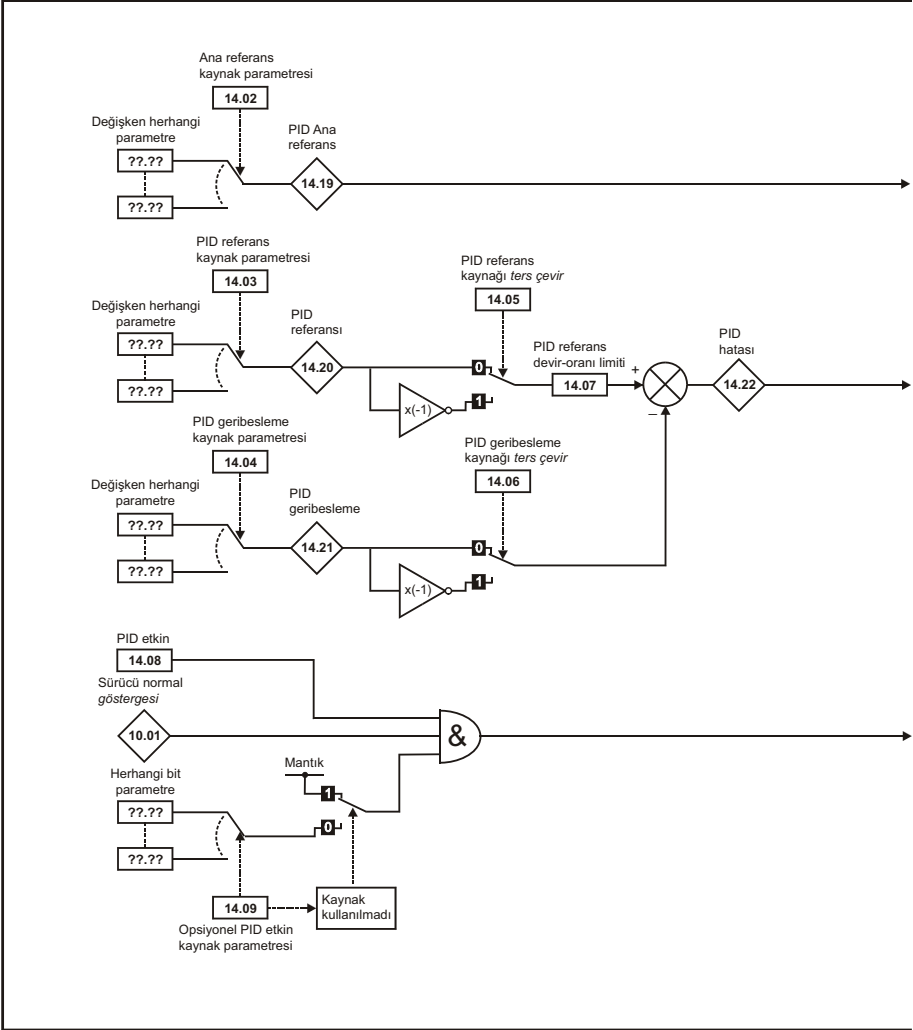 Ana referans
kaynak parametresi
14.02
Değişken herhangi
parametre
??.??
??.??
PID Ana
referans
14.19
PID referans
kaynak parametresi
14.03
Değişken herhangi
parametre
??.??
??.??
PID
referansı
14.20
x(-1)
PID referans
kaynağı ters çevir
14.05
0
1
PID referans
devir-oranı limiti
14.07
+
–
PID
hatası
14.22
PID geribesleme
kaynak parametresi
14.04
Değişken herhangi
parametre
??.??
??.??
PID
geribesleme
14.21
x(-1)
PID geribesleme
kaynağı ters çevir
14.06
0
1
PID etkin
14.08
Sürücü normal
göstergesi
10.01
&
Herhangi bit
parametre
??.??
??.??
Mantık
1
0
14.09
Opsiyonel PID etkin
kaynak parametresi
Kaynak
kullanılmadı